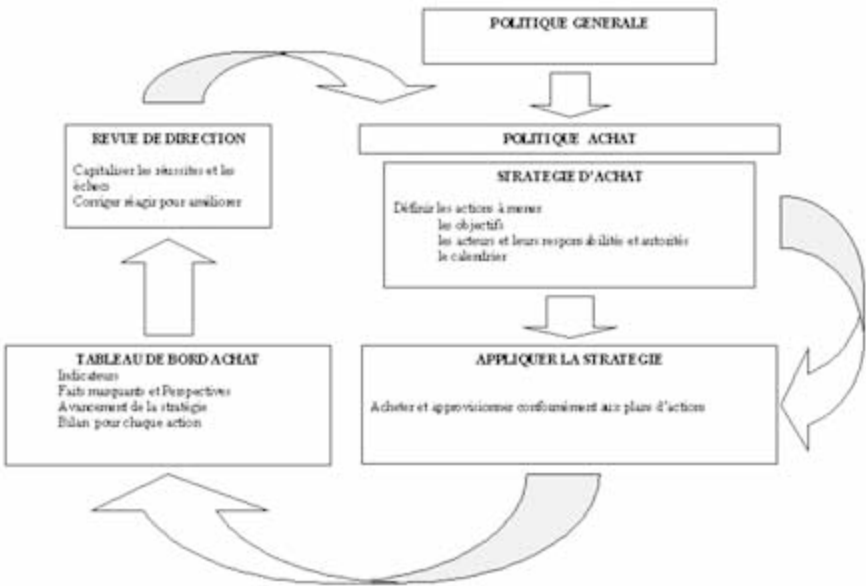 POLITIQUE GENERALE
POLITIQUE ACHAT
STRATEGIE D'ACHAT
Définir les actions à mener
les objectifs
les acteurs et leurs responsabilités et autorités
le calendrier
APPLIQUER LA STRATEGIE
Acheter et approvisionner conformément aux plans d'actions
TABLEAU DE BORD ACHAT
Indicateurs
Faits marquants et Perspectives
Avancement de la stratégie
Bilan pour chaque action
REVUE DE DIRECTION
Capitaliser les réussites et les
échecs
Corriger réagir pour améliorer